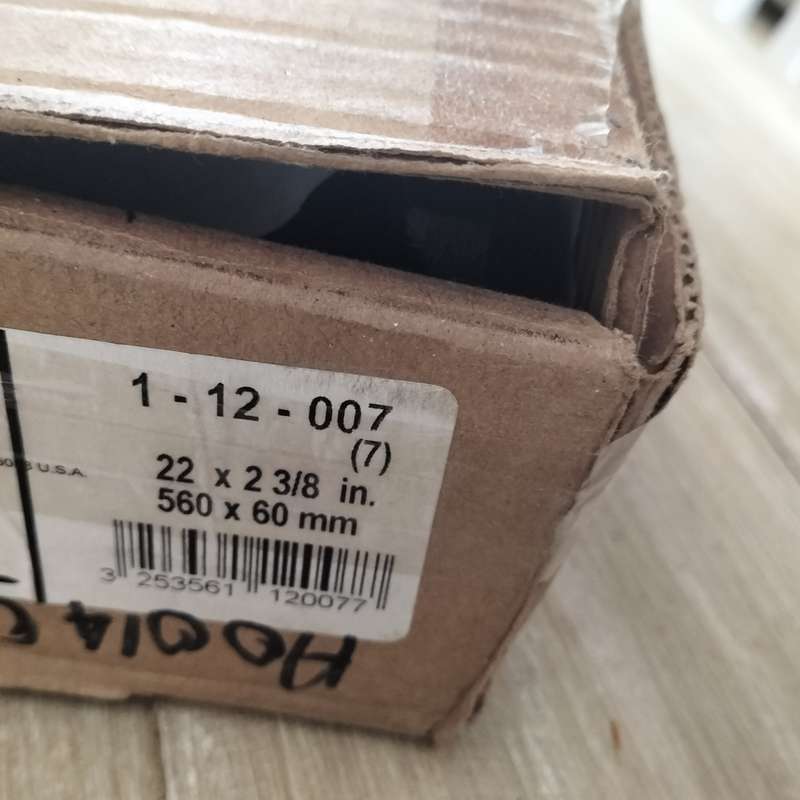 1 - 12 - 007
(7)
U.S.A.
22 x 2 3/8 in.
560 x 60 mm
3 253561 120077